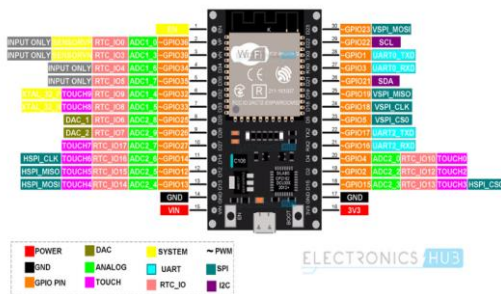 GPIO23 VSPI_MOSI
INPUT ONLY RTC_IO0 ADC1_0 GPIO36 GPIO22 SCL
INPUT ONLY RTC_IO3 ADC1_3 GPIO39 GPIO1 UART0_TXD
INPUT ONLY RTC_IO4 ADC1_6 GPIO34 GPIO3 UART0_RXD
INPUT ONLY RTC_IO5 ADC1_7 GPIO35 GPIO21 SDA
TOUCH9 RTC_IO9 ADC1_4 GPIO32 GPIO19 VSPI_MISO
TOUCH8 RTC_IO8 ADC1_5 GPIO33 GPIO18 VSPI_CLK
DAC_1 RTC_IO6 ADC2_8 GPIO25 GPIO5 VSPI_CS0
DAC_2 RTC_IO7 ADC2_9 GPIO26 GPIO17 UART2_TXD
TOUCH7 RTC_IO17 ADC2_7 GPIO27 GPIO16 UART2_RXD
HSPI_CLK TOUCH6 RTC_IO16 ADC2_6 GPIO14 GPIO4 ADC2_0 RTC_IO10 TOUCH0
HSPI_MISO TOUCH5 RTC_IO15 ADC2_5 GPIO12 GPIO2 ADC2_2 RTC_IO12 TOUCH2
HSPI_MOSI TOUCH4 RTC_IO14 ADC2_4 GPIO13 GPIO15 ADC2_3 RTC_IO13 TOUCH3 HSPI_CS0
GND GND
VIN 3V3
WiFi
EN BOOT
POWER DAC SYSTEM ~ PWM
GND ANALOG UART SPI
GPIO PIN TOUCH RTC_IO I2C
ELECTRONICS HUB